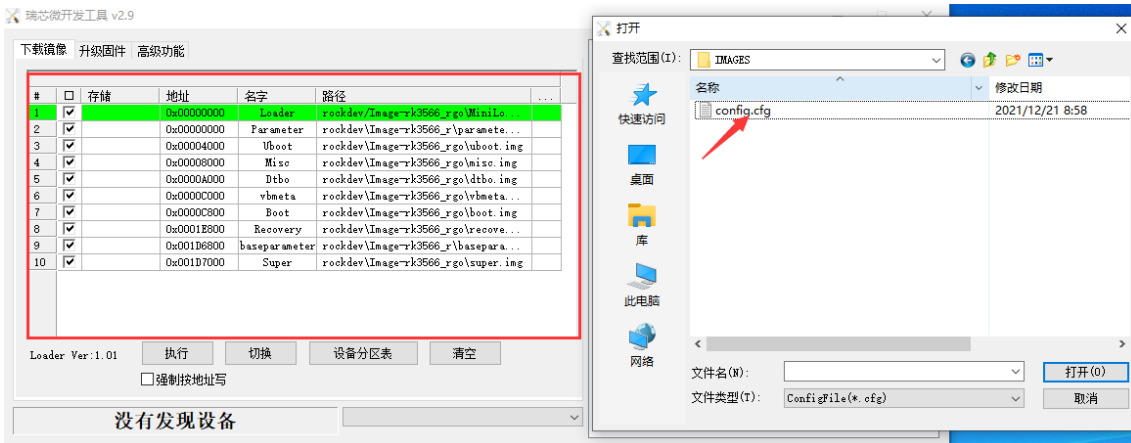 瑞芯微开发工具 v2.9
下载镜像 升级固件 高级功能
# 存储 地址 名字 路径 ...
1 0x00000000 Loader rockdev/Image-rk3566_rgo\MiniLo...
2 0x00000000 Parameter rockdev\Image-rk3566_r\paramete...
3 0x00004000 Uboot rockdev\Image-rk3566_rgo\uboot.img
4 0x00008000 Misc rockdev\Image-rk3566_rgo\misc.img
5 0x0000A000 Dtbo rockdev\Image-rk3566_rgo\dtbo.img
6 0x0000C000 vbmeta rockdev\Image-rk3566_rgo\vbmeta...
7 0x0000C800 Boot rockdev\Image-rk3566_rgo\boot.img
8 0x0001E800 Recovery rockdev\Image-rk3566_rgo\recove...
9 0x001D6800 baseparameter rockdev\Image-rk3566_r\basepara...
10 0x001D7000 Super rockdev\Image-rk3566_rgo\super.img
Loader Ver:1.01 执行 切换 设备分区表 清空
强制按地址写
没有发现设备
打开
查找范围(I): IMAGES
名称 修改日期
config.cfg 2021/12/21 8:58
快速访问
桌面
库
此电脑
网络
文件名(N): 打开(O)
文件类型(T): ConfigFile(*.cfg) 取消